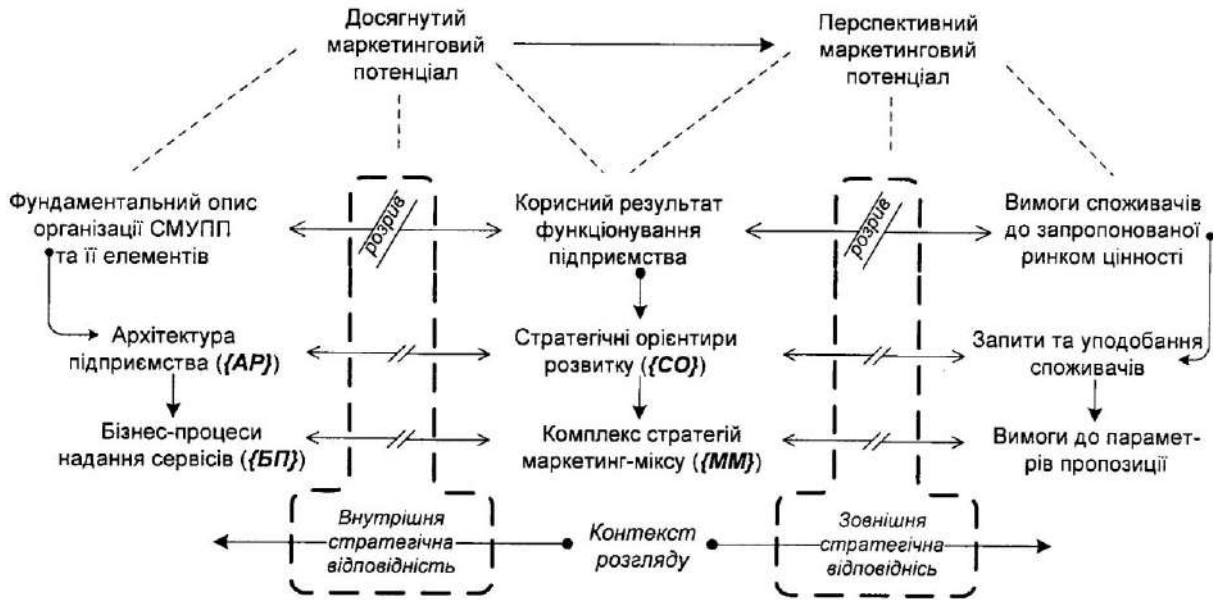 Досягнутий
маркетинговий
потенціал
Перспективний
маркетинговий
потенціал
Фундаментальний опис
організації СМУПП
та її елементів
розрив
Корисний результат
функціонування
підприємства
розрив
Вимоги споживачів
до запропонованої
ринком цінності
Архітектура
підприємства ({АР})
Стратегічні орієнтири
розвитку ({СО})
Запити та уподобання
споживачів
Бізнес-процеси
надання сервісів ({БП})
Комплекс стратегій
маркетинг-міксу ({ММ})
Вимоги до парамет-
рів пропозиції
Внутрішня
стратегічна
відповідність
Контекст
розгляду
Зовнішня
стратегічна
відповіднісь